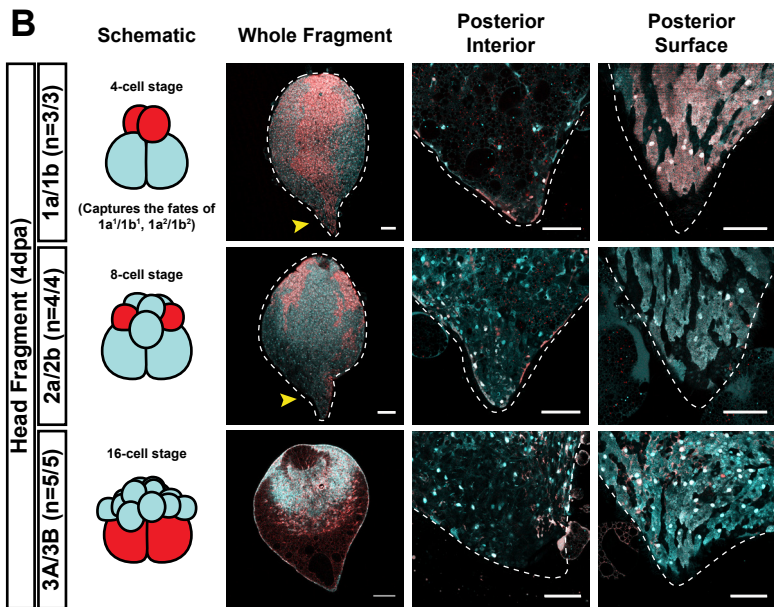 B
Schematic
Whole Fragment
Posterior
Interior
Posterior
Surface
Head Fragment (4dpa)
1a/1b (n=3/3)
4-cell stage
(Captures the fates of
1a¹/1b¹, 1a²/1b²)
2a/2b (n=4/4)
8-cell stage
3A/3B (n=5/5)
16-cell stage